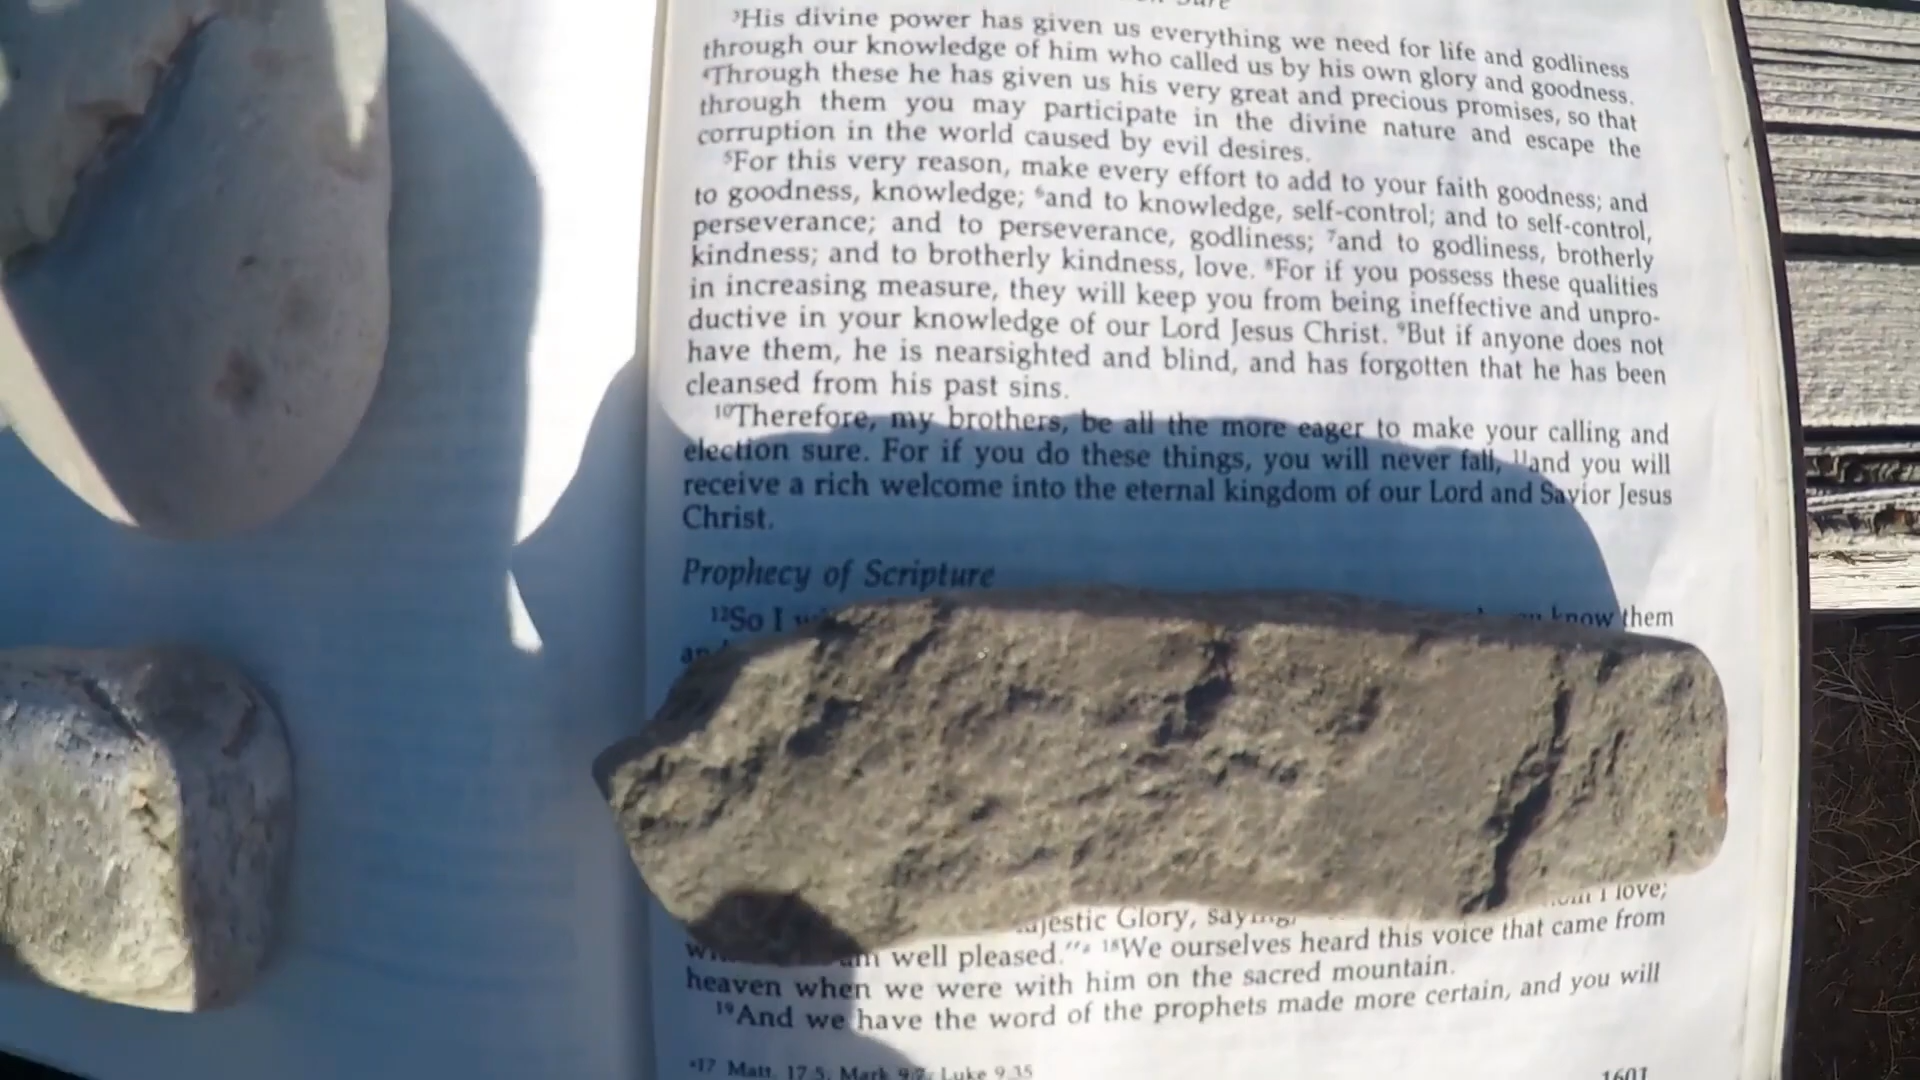 ³His divine power has given us everything we need for life and godliness
through our knowledge of him who called us by his own glory and goodness.
⁴Through these he has given us his very great and precious promises, so that
through them you may participate in the divine nature and escape the
corruption in the world caused by evil desires.
⁵For this very reason, make every effort to add to your faith goodness; and
to goodness, knowledge; ⁶and to knowledge, self-control; and to self-control,
perseverance; and to perseverance, godliness; ⁷and to godliness, brotherly
kindness; and to brotherly kindness, love. ⁸For if you possess these qualities
in increasing measure, they will keep you from being ineffective and unpro-
ductive in your knowledge of our Lord Jesus Christ. ⁹But if anyone does not
have them, he is nearsighted and blind, and has forgotten that he has been
cleansed from his past sins.
¹⁰Therefore, my brothers, be all the more eager to make your calling and
election sure. For if you do these things, you will never fall, ¹¹and you will
receive a rich welcome into the eternal kingdom of our Lord and Savior Jesus
Christ.
Prophecy of Scripture
¹²So I know them
Glory, saying,
I love;
well pleased."ᵃ ¹⁸We ourselves heard this voice that came from
heaven when we were with him on the sacred mountain.
¹⁹And we have the word of the prophets made more certain, and you will
ᵃ17 Matt. 17:5; Mark 9:7; Luke 9:35
1601